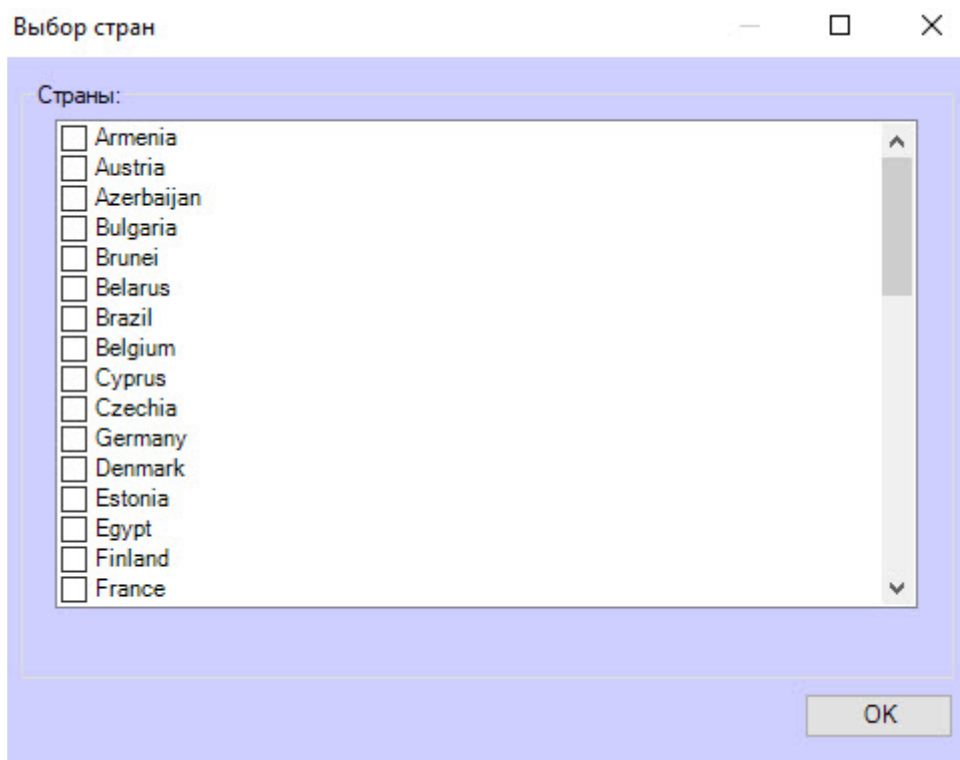 Выбор стран
Страны:
Armenia
Austria
Azerbaijan
Bulgaria
Brunei
Belarus
Brazil
Belgium
Cyprus
Czechia
Germany
Denmark
Estonia
Egypt
Finland
France
OK